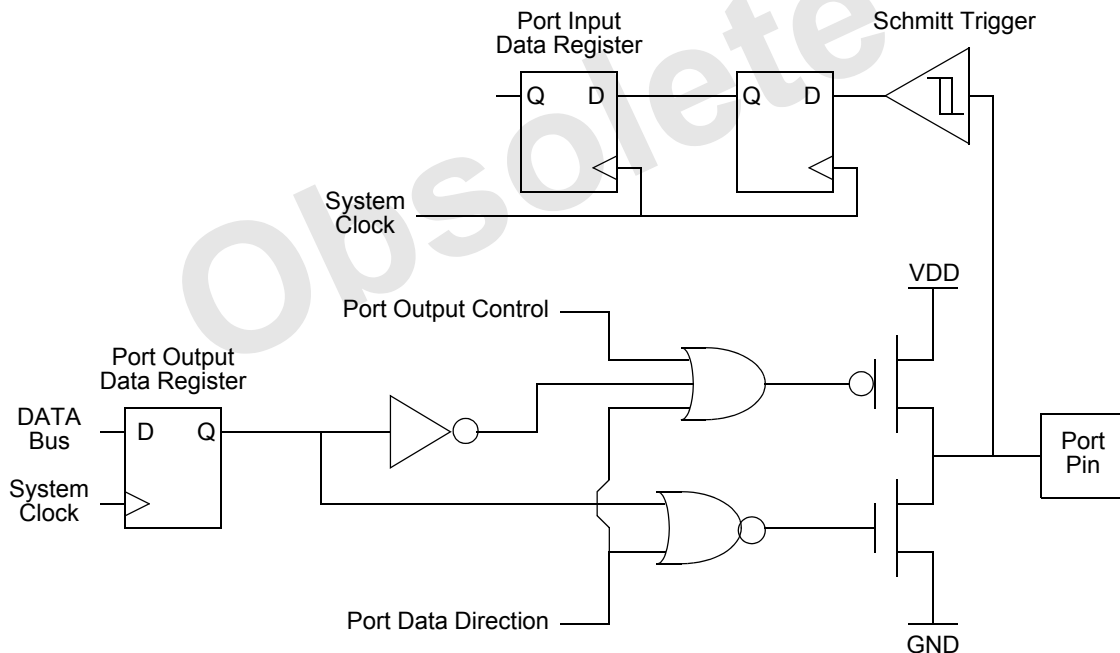 Port Input
Data Register
Schmitt Trigger
Q
D
Q
D
System
Clock
Obsolete
VDD
Port Output Control
Port Output
Data Register
DATA
Bus
D
Q
System
Clock
Port
Pin
Port Data Direction
GND